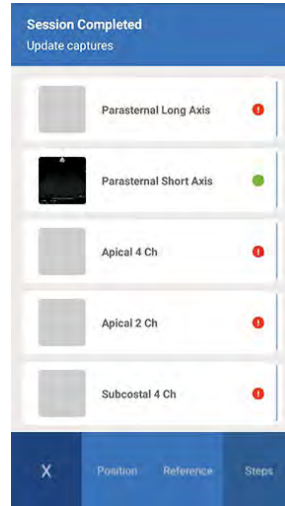 Session Completed
Update captures
Parasternal Long Axis
Parasternal Short Axis
Apical 4 Ch
Apical 2 Ch
Subcostal 4 Ch
X Position Reference Steps